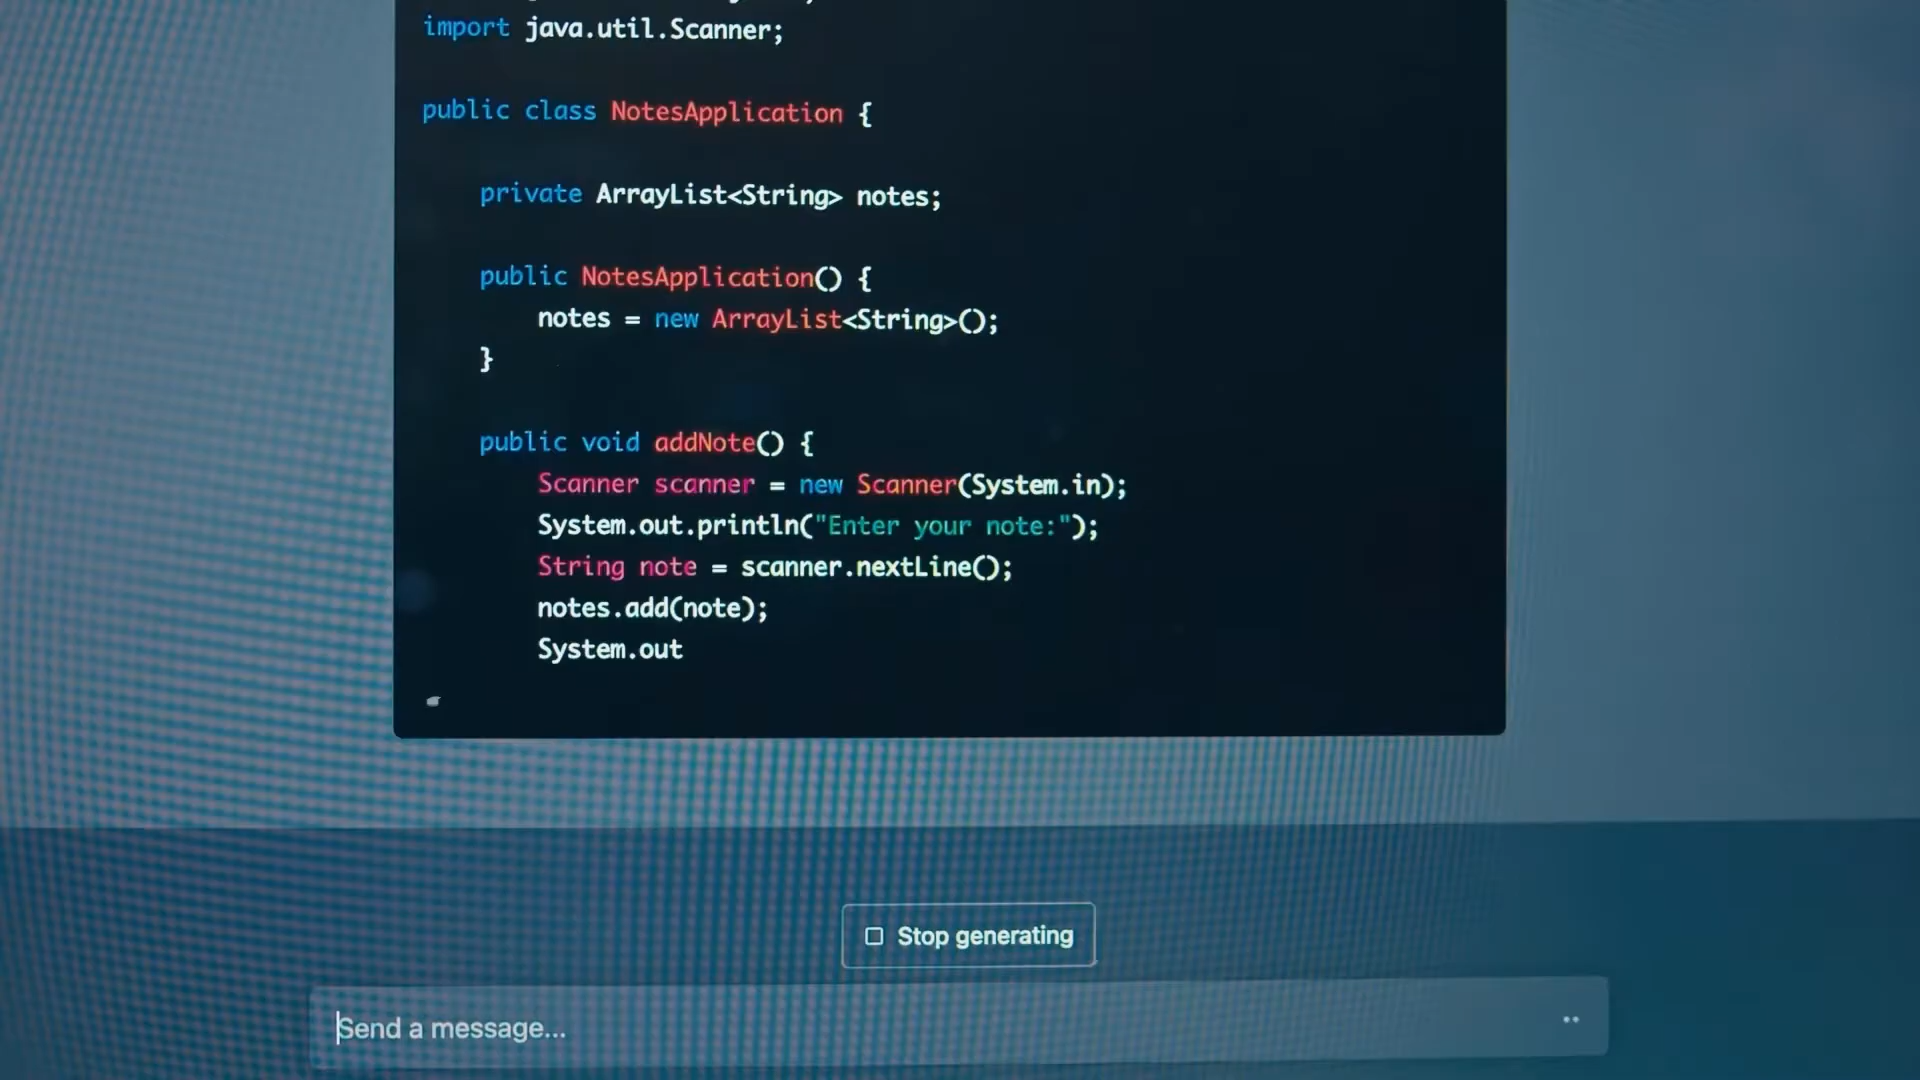 import java.util.Scanner;
public class NotesApplication {
private ArrayList<String> notes;
public NotesApplication() {
notes = new ArrayList<String>();
}
public void addNote() {
Scanner scanner = new Scanner(System.in);
System.out.println("Enter your note:");
String note = scanner.nextLine();
notes.add(note);
System.out
Stop generating
Send a message...